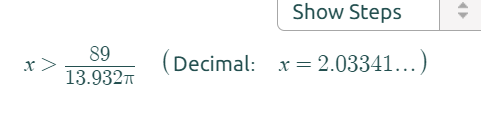 Show Steps
x > 89/13.932π (Decimal: x = 2.03341…)